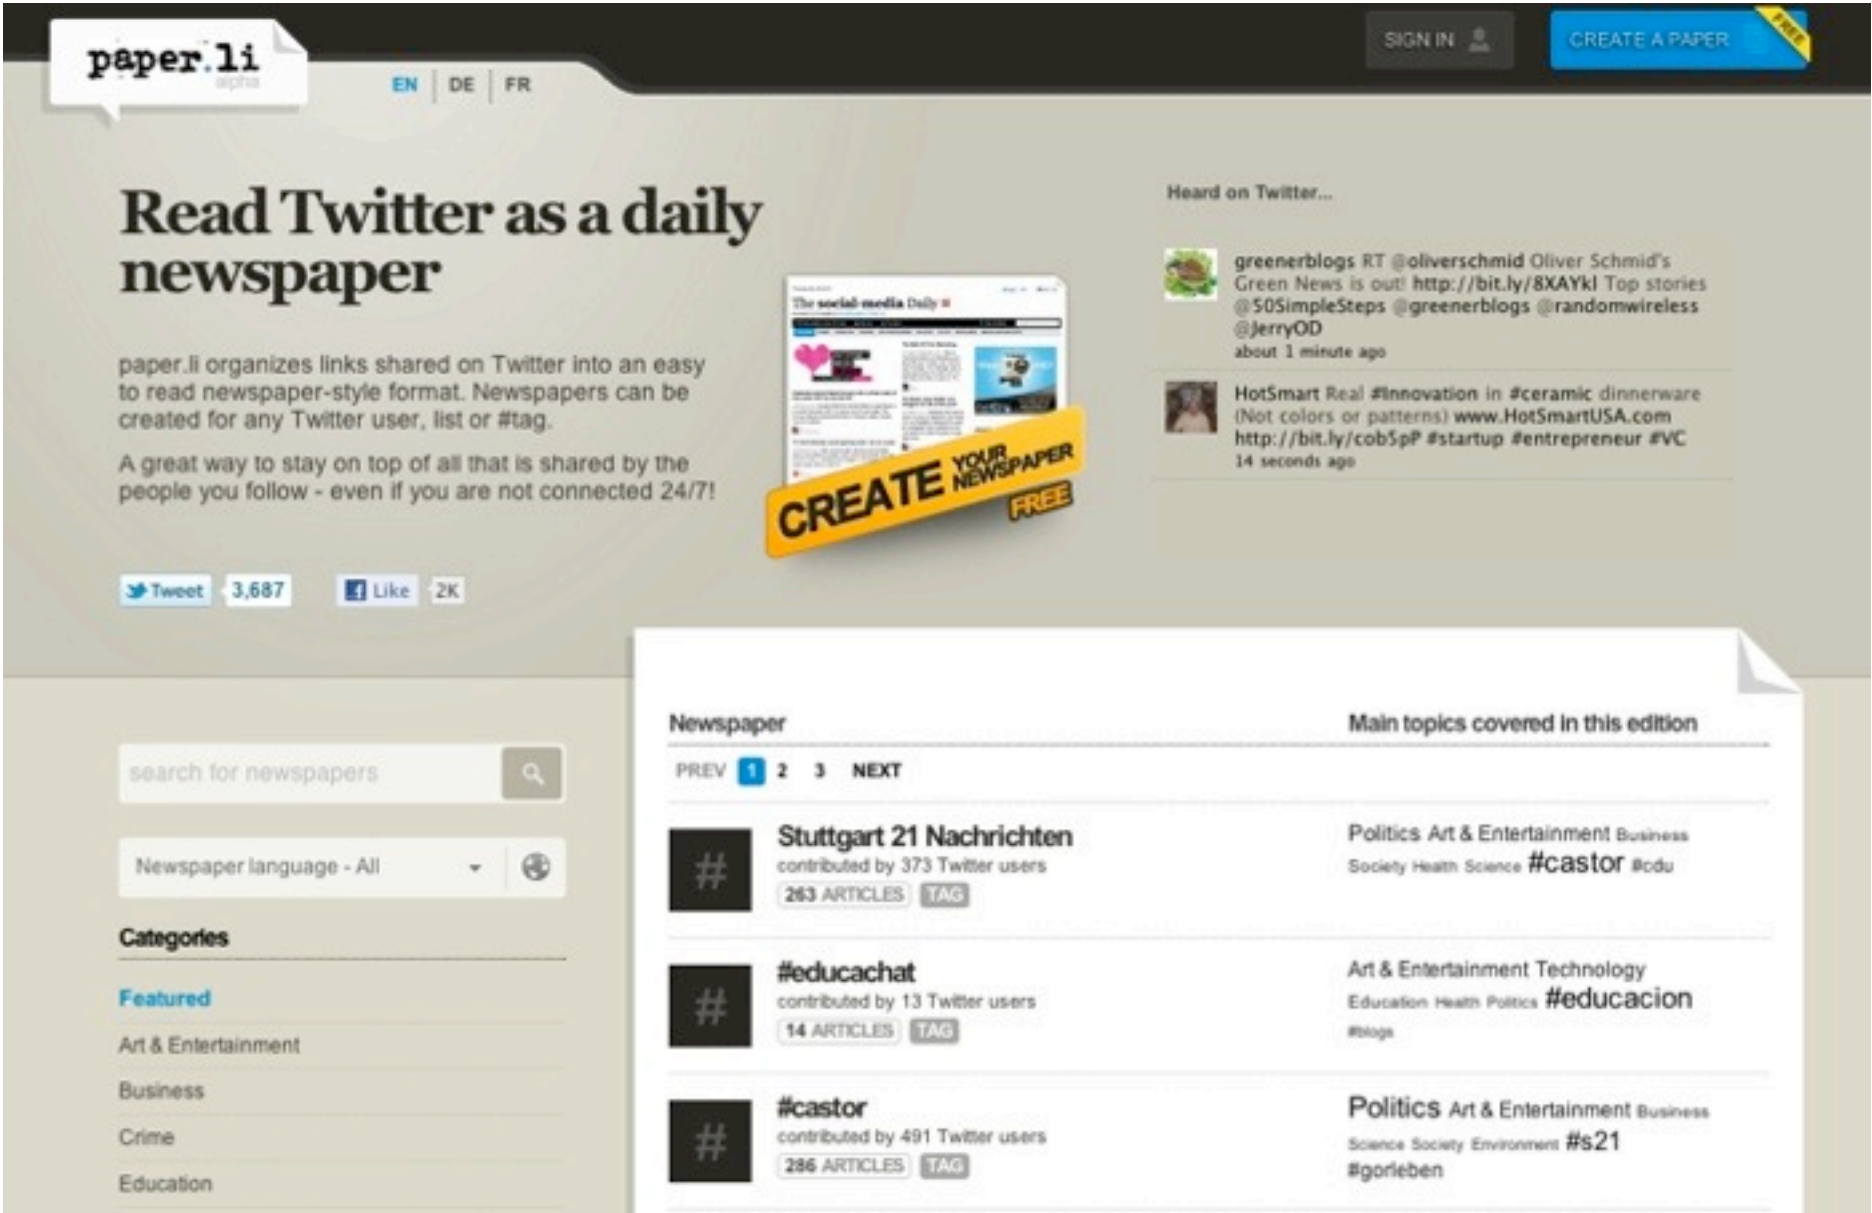 paper.li
alpha
EN | DE | FR
SIGN IN
CREATE A PAPER
FREE
Read Twitter as a daily
newspaper
paper.li organizes links shared on Twitter into an easy
to read newspaper-style format. Newspapers can be
created for any Twitter user, list or #tag.
A great way to stay on top of all that is shared by the
people you follow - even if you are not connected 24/7!
Tweet 3,687
Like 2K
The social-media Daily
CREATE YOUR
NEWSPAPER
FREE
Heard on Twitter...
greenerblogs RT @oliverschmid Oliver Schmid's
Green News is out! http://bit.ly/8XAYkl Top stories
@50SimpleSteps @greenerblogs @randomwireless
@JerryOD
about 1 minute ago
HotSmart Real #Innovation in #ceramic dinnerware
(Not colors or patterns) www.HotSmartUSA.com
http://bit.ly/cob5pP #startup #entrepreneur #VC
14 seconds ago
search for newspapers
Newspaper language - All
Categories
Featured
Art & Entertainment
Business
Crime
Education
Newspaper
Main topics covered in this edition
PREV 1 2 3 NEXT
#
Stuttgart 21 Nachrichten
contributed by 373 Twitter users
263 ARTICLES TAG
Politics Art & Entertainment Business
Society Health Science #castor #cdu
#
#educachat
contributed by 13 Twitter users
14 ARTICLES TAG
Art & Entertainment Technology
Education Health Politics #educacion
#blogs
#
#castor
contributed by 491 Twitter users
286 ARTICLES TAG
Politics Art & Entertainment Business
Science Society Environment #s21
#gorleben